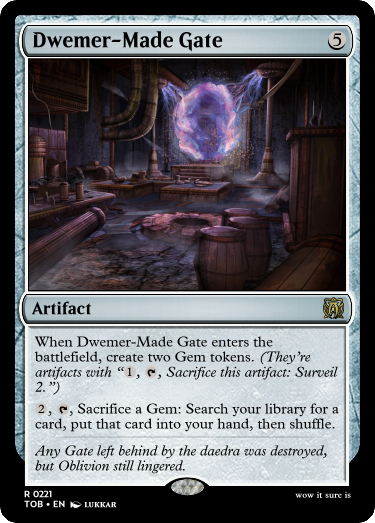 Dwemer-Made Gate 5
Artifact
When Dwemer-Made Gate enters the
battlefield, create two Gem tokens. (They're
artifacts with “1, , Sacrifice this artifact: Surveil
2.”)
2, , Sacrifice a Gem: Search your library for a
card, put that card into your hand, then shuffle.
Any Gate left behind by the daedra was destroyed,
but Oblivion still lingered.
R 0221
TOB • EN LUKKAR
wow it sure is